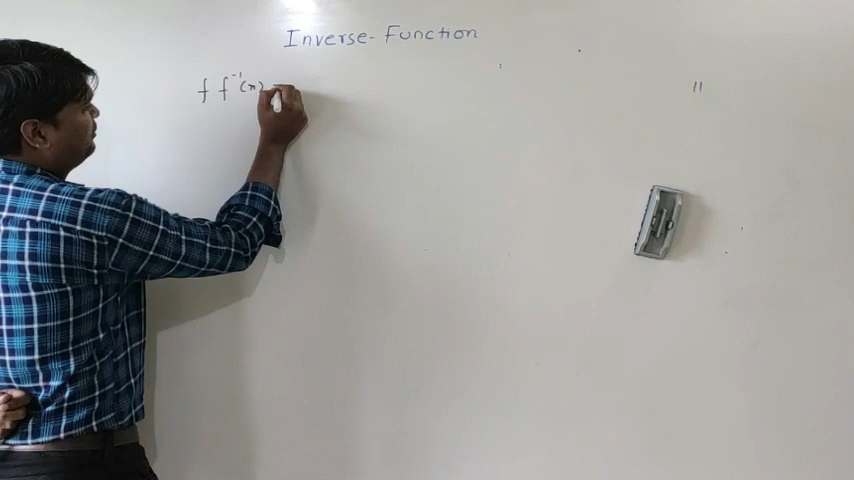 Inverse-Function
f f⁻¹(x) =